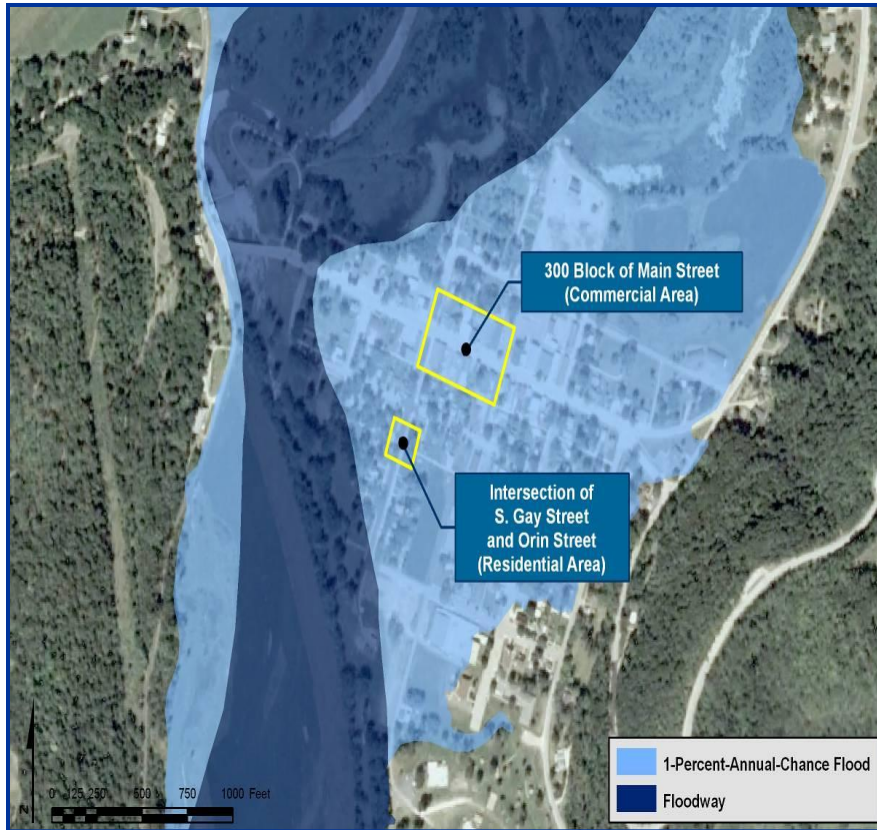 300 Block of Main Street
(Commercial Area)
Intersection of
S. Gay Street
and Orin Street
(Residential Area)
1-Percent-Annual-Chance Flood
Floodway
N
0 125 250 500 750 1000 Feet